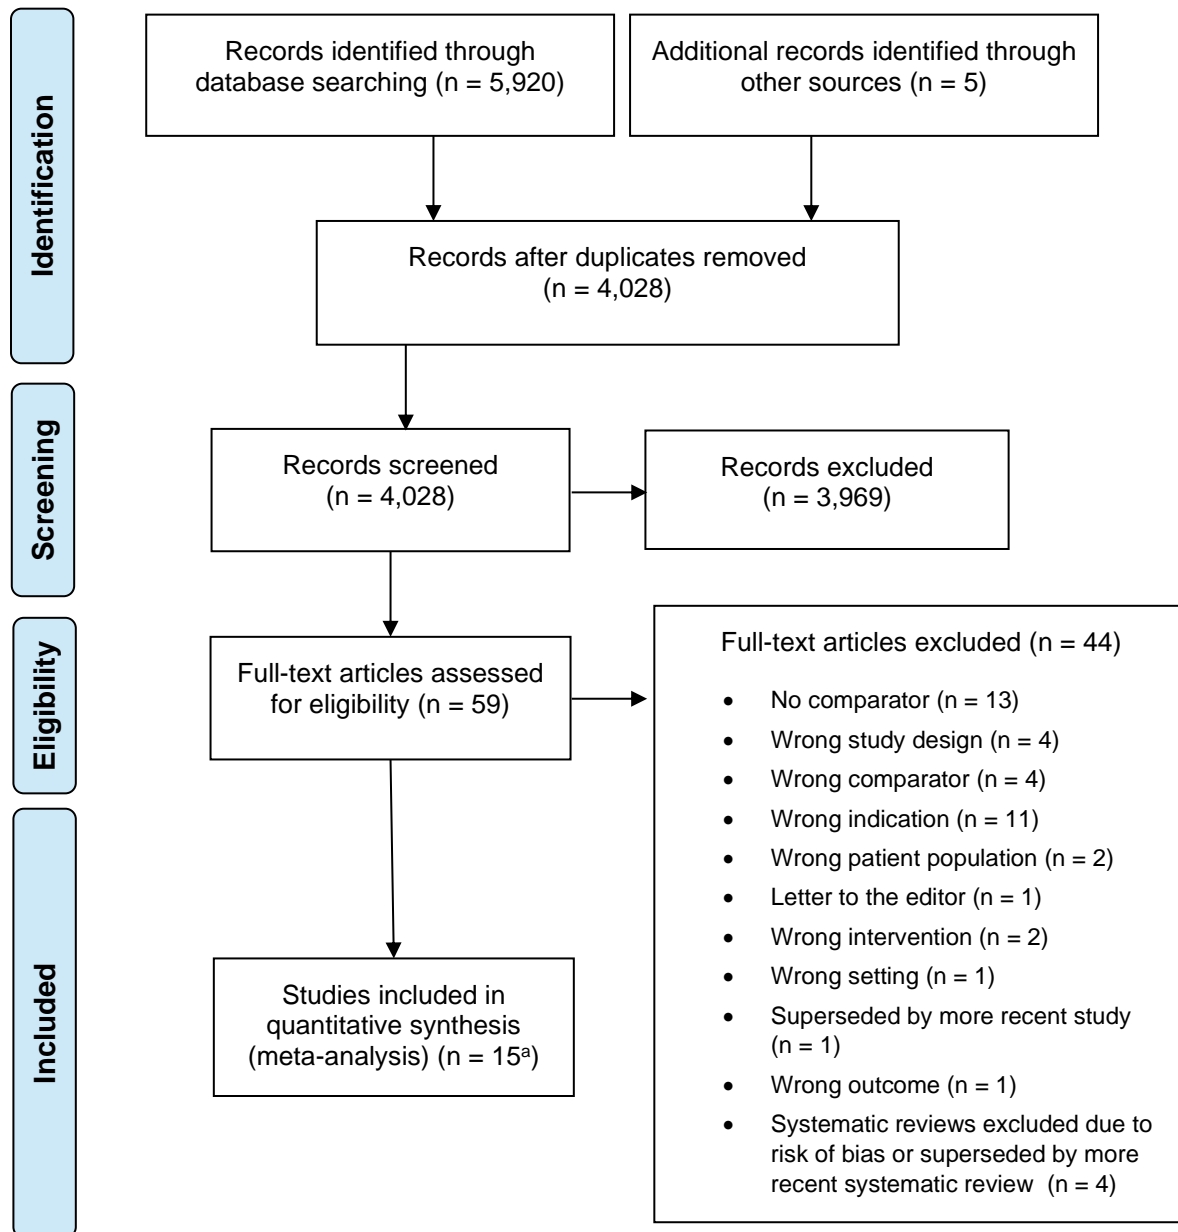 Identification
Records identified through
database searching (n = 5,920)
Additional records identified through
other sources (n = 5)
Records after duplicates removed
(n = 4,028)
Screening
Records screened
(n = 4,028)
Records excluded
(n = 3,969)
Eligibility
Full-text articles assessed
for eligibility (n = 59)
Full-text articles excluded (n = 44)
• No comparator (n = 13)
• Wrong study design (n = 4)
• Wrong comparator (n = 4)
• Wrong indication (n = 11)
• Wrong patient population (n = 2)
• Letter to the editor (n = 1)
• Wrong intervention (n = 2)
• Wrong setting (n = 1)
• Superseded by more recent study
(n = 1)
• Wrong outcome (n = 1)
• Systematic reviews excluded due to
risk of bias or superseded by more
recent systematic review (n = 4)
Included
Studies included in
quantitative synthesis
(meta-analysis) (n = 15ᵃ)